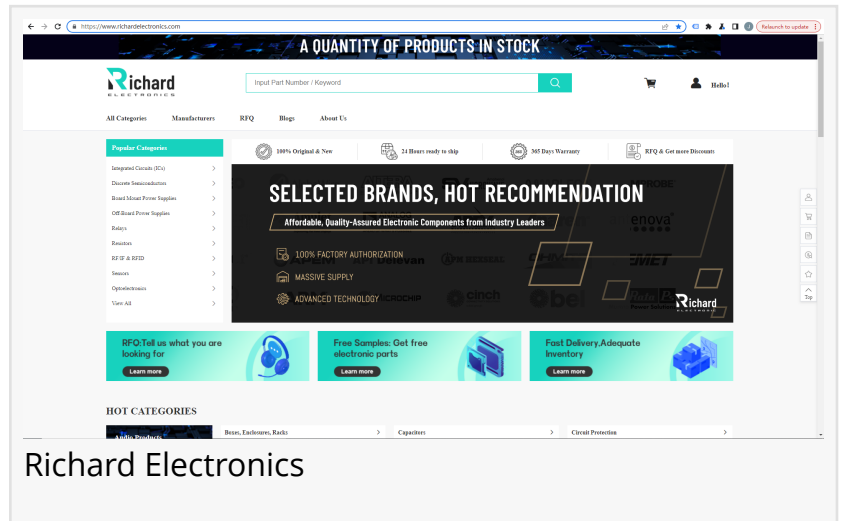 https://www.richardelectronics.com
Relaunch to update
A QUANTITY OF PRODUCTS IN STOCK
Richard
ELECTRONICS
Input Part Number / Keyword
Hello!
All Categories Manufacturers RFQ Blogs About Us
Popular Categories
Integrated Circuits (ICs)
Discrete Semiconductors
Board Mount Power Supplies
Off-Board Power Supplies
Relays
Resistors
RF/IF & RFID
Sensors
Optoelectronics
View All
100% Original & New
24 Hours ready to ship
365 Days Warranty
RFQ & Get more Discounts
SELECTED BRANDS, HOT RECOMMENDATION
Affordable, Quality-Assured Electronic Components from Industry Leaders
enova
100% FACTORY AUTHORIZATION
MASSIVE SUPPLY
ADVANCED TECHNOLOGY
MICROCHIP
cinch
bel
Richard
ELECTRONIC
Top
RFQ:Tell us what you are
looking for
Learn more
Free Samples: Get free
electronic parts
Learn more
Fast Delivery,Adequate
Inventory
Learn more
HOT CATEGORIES
Audio Products
Boxes, Enclosures, Racks
Capacitors
Circuit Protection
Richard Electronics